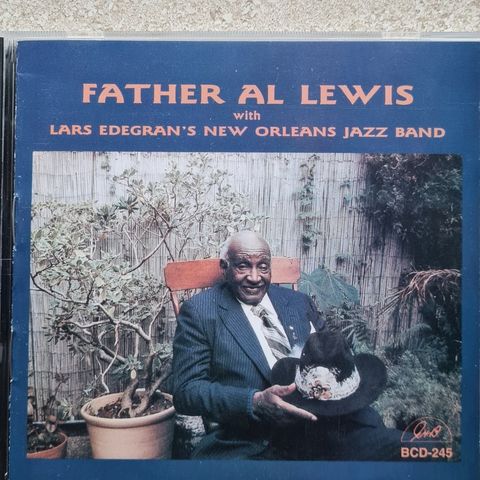 FATHER AL LEWIS
with
LARS EDEGRAN'S NEW ORLEANS JAZZ BAND
BCD-245